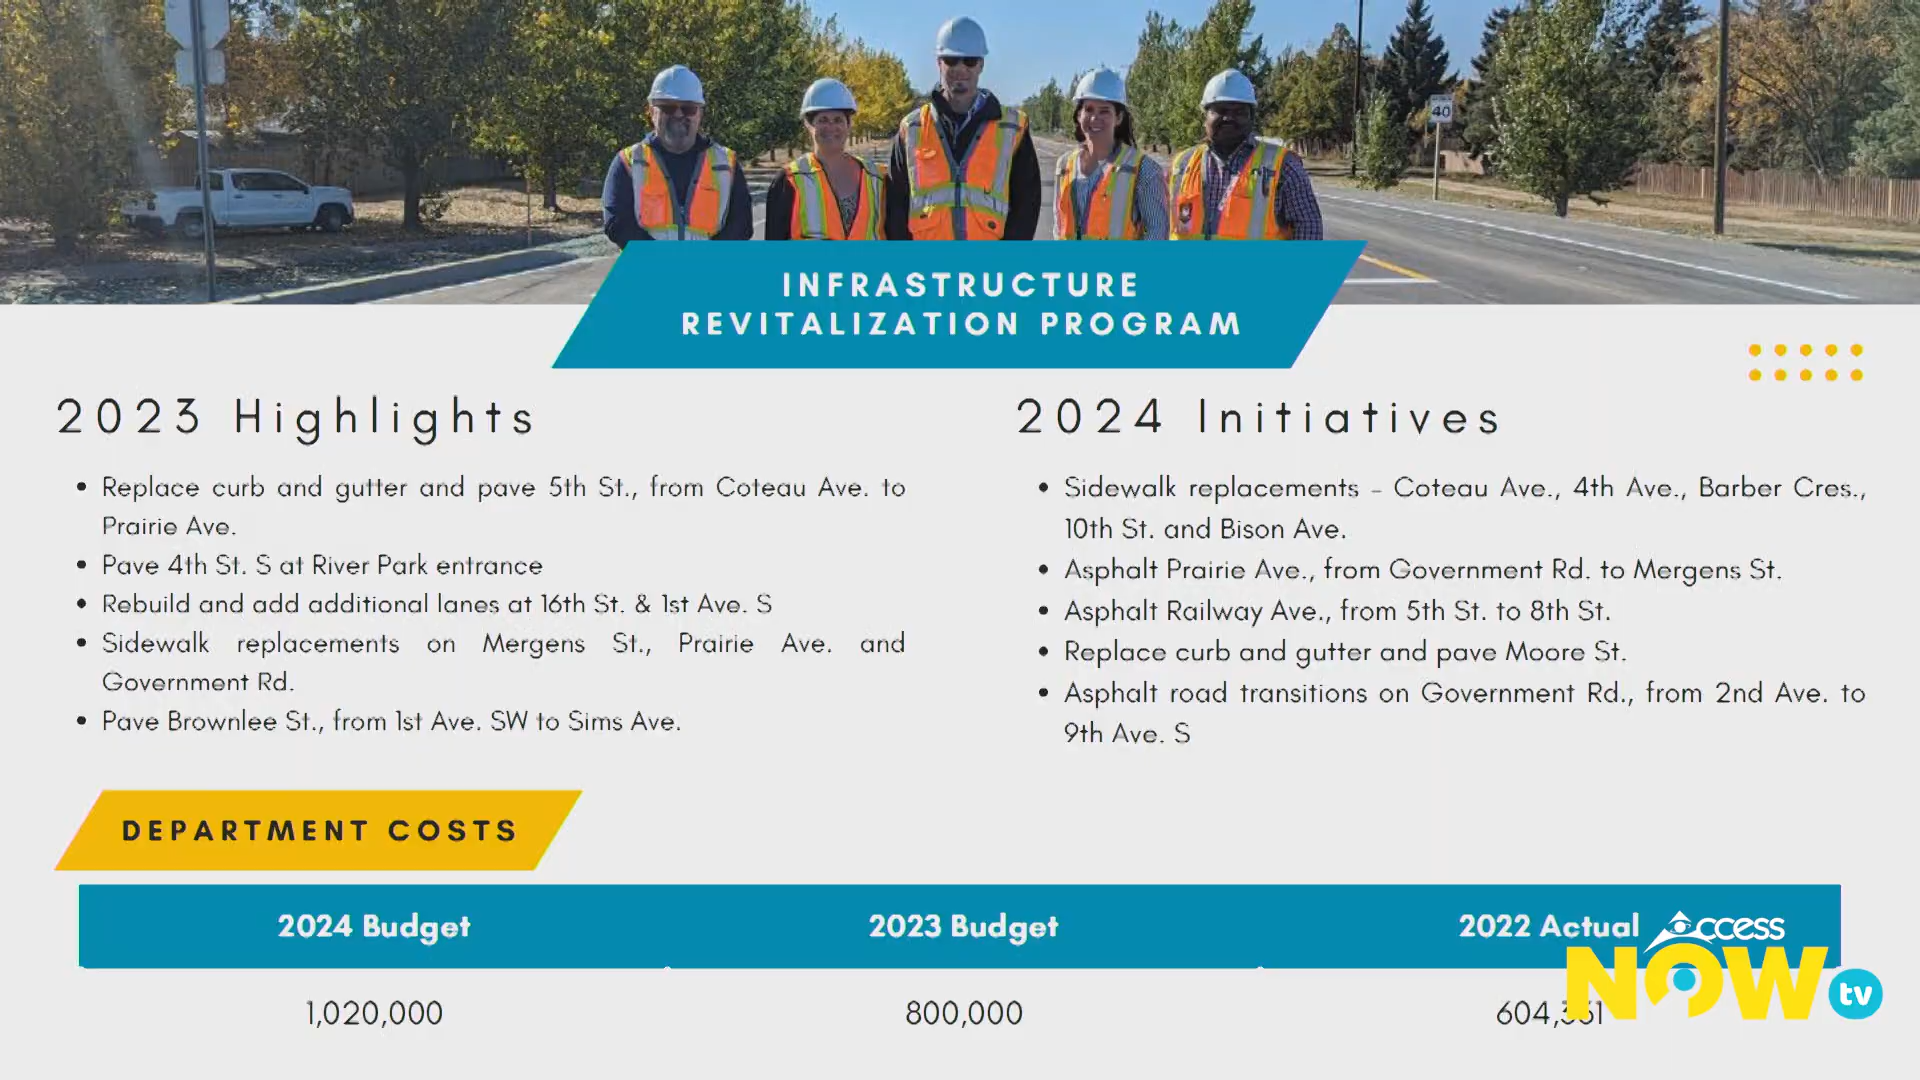 40
INFRASTRUCTURE
REVITALIZATION PROGRAM
2023 Highlights
• Replace curb and gutter and pave 5th St., from Coteau Ave. to
Prairie Ave.
• Pave 4th St. S at River Park entrance
• Rebuild and add additional lanes at 16th St. & 1st Ave. S
• Sidewalk replacements on Mergens St., Prairie Ave. and
Government Rd.
• Pave Brownlee St., from 1st Ave. SW to Sims Ave.
2024 Initiatives
• Sidewalk replacements - Coteau Ave., 4th Ave., Barber Cres.,
10th St. and Bison Ave.
• Asphalt Prairie Ave., from Government Rd. to Mergens St.
• Asphalt Railway Ave., from 5th St. to 8th St.
• Replace curb and gutter and pave Moore St.
• Asphalt road transitions on Government Rd., from 2nd Ave. to
9th Ave. S
DEPARTMENT COSTS
2024 Budget 2023 Budget 2022 Actual
1,020,000 800,000
Access
NOW tv